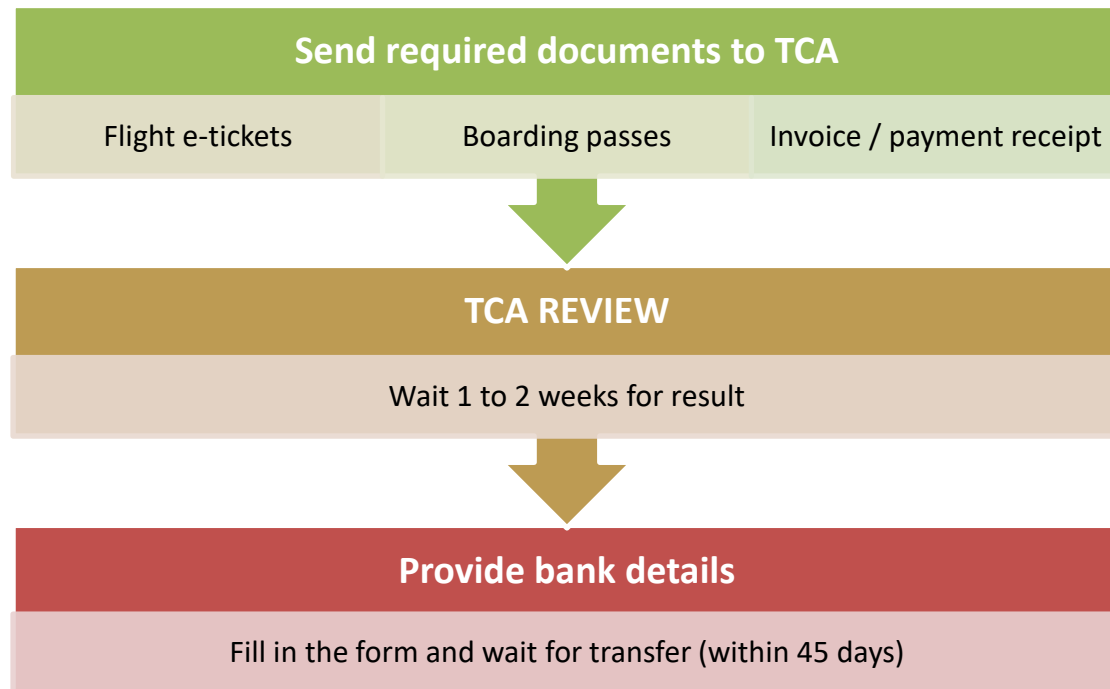 Send required documents to TCA
Flight e-tickets
Boarding passes
Invoice / payment receipt
TCA REVIEW
Wait 1 to 2 weeks for result
Provide bank details
Fill in the form and wait for transfer (within 45 days)